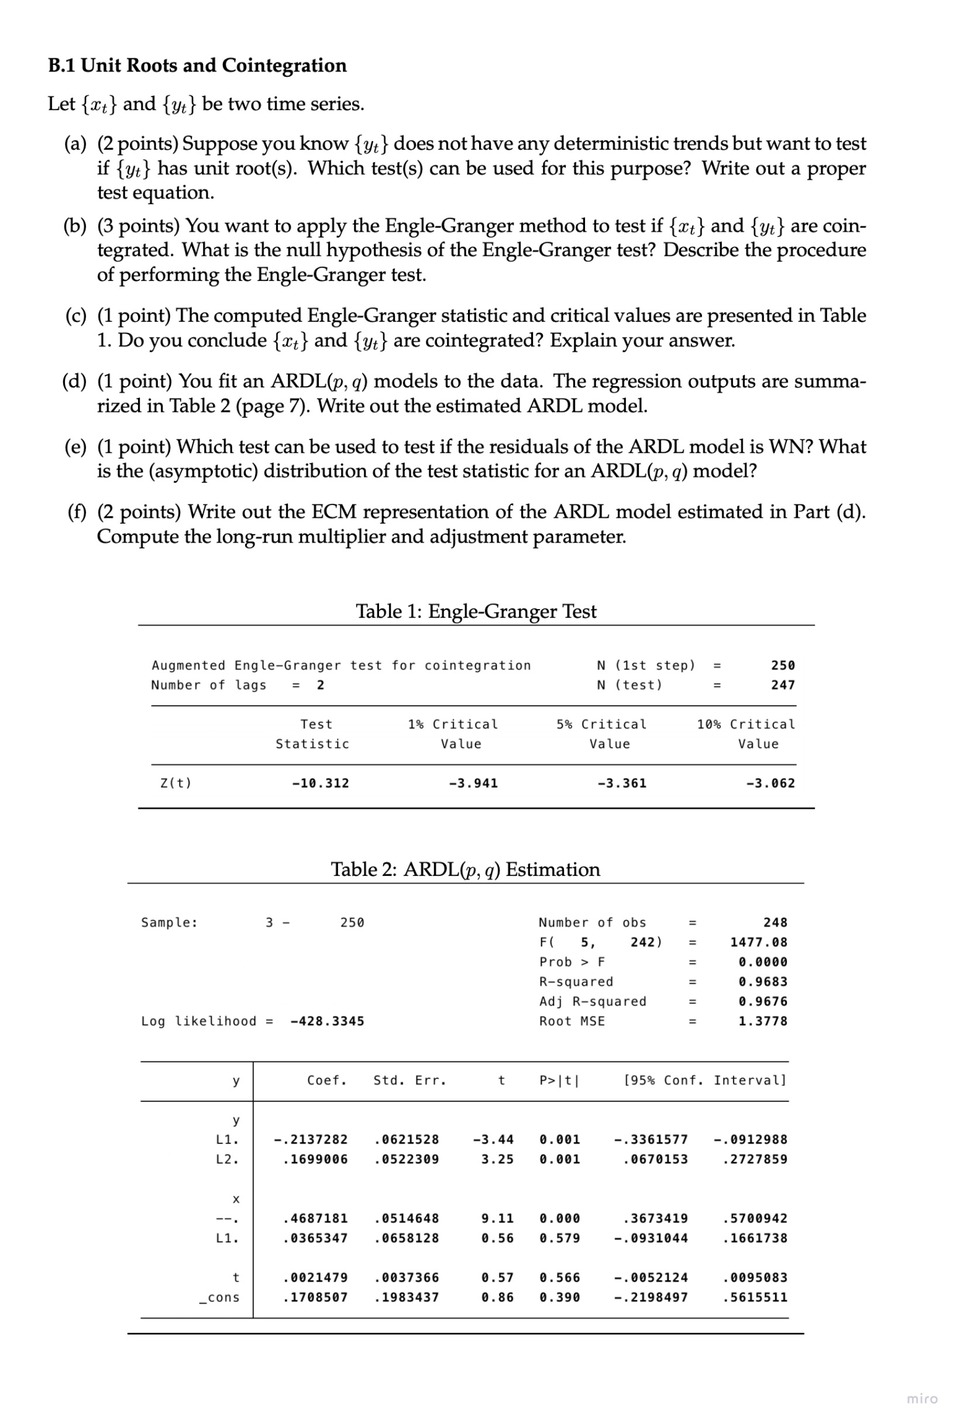 B.1 Unit Roots and Cointegration
Let {xₜ} and {yₜ} be two time series.
(a) (2 points) Suppose you know {yₜ} does not have any deterministic trends but want to test
if {yₜ} has unit root(s). Which test(s) can be used for this purpose? Write out a proper
test equation.
(b) (3 points) You want to apply the Engle-Granger method to test if {xₜ} and {yₜ} are coin-
tegrated. What is the null hypothesis of the Engle-Granger test? Describe the procedure
of performing the Engle-Granger test.
(c) (1 point) The computed Engle-Granger statistic and critical values are presented in Table
1. Do you conclude {xₜ} and {yₜ} are cointegrated? Explain your answer.
(d) (1 point) You fit an ARDL(p, q) models to the data. The regression outputs are summa-
rized in Table 2 (page 7). Write out the estimated ARDL model.
(e) (1 point) Which test can be used to test if the residuals of the ARDL model is WN? What
is the (asymptotic) distribution of the test statistic for an ARDL(p, q) model?
(f) (2 points) Write out the ECM representation of the ARDL model estimated in Part (d).
Compute the long-run multiplier and adjustment parameter.
Table 1: Engle-Granger Test
Augmented Engle-Granger test for cointegration N (1st step) = 250
Number of lags = 2 N (test) = 247
Test 1% Critical 5% Critical 10% Critical
Statistic Value Value Value
Z(t) -10.312 -3.941 -3.361 -3.062
Table 2: ARDL(p, q) Estimation
Sample: 3 - 250 Number of obs = 248
F( 5, 242) = 1477.08
Prob > F = 0.0000
R-squared = 0.9683
Adj R-squared = 0.9676
Log likelihood = -428.3345 Root MSE = 1.3778
y Coef. Std. Err. t P>|t| [95% Conf. Interval]
y
L1. -.2137282 .0621528 -3.44 0.001 -.3361577 -.0912988
L2. .1699006 .0522309 3.25 0.001 .0670153 .2727859
x
--. .4687181 .0514648 9.11 0.000 .3673419 .5700942
L1. .0365347 .0658128 0.56 0.579 -.0931044 .1661738
t .0021479 .0037366 0.57 0.566 -.0052124 .0095083
_cons .1708507 .1983437 0.86 0.390 -.2198497 .5615511
miro